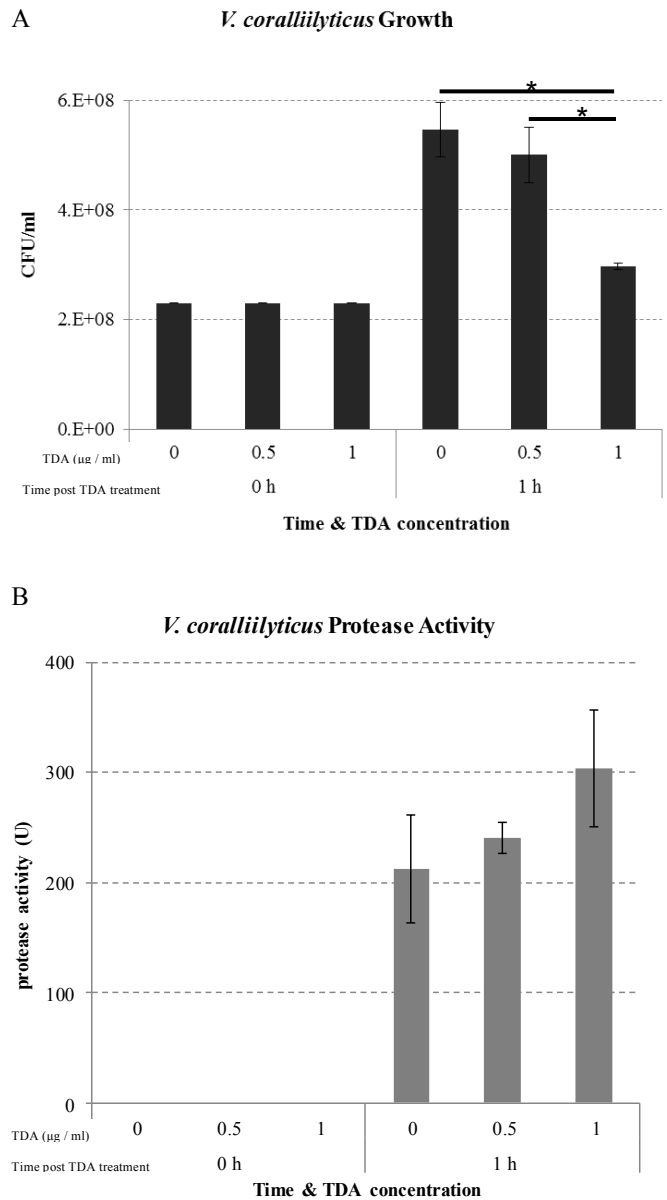 A
V. coralliilyticus Growth
* 
*
6.E+08
4.E+08
2.E+08
0.E+00
CFU/ml
TDA (µg / ml) 0 0.5 1 0 0.5 1
Time post TDA treatment 0 h 1 h
Time & TDA concentration
B
V. coralliilyticus Protease Activity
400
300
200
100
0
protease activity (U)
TDA (µg / ml) 0 0.5 1 0 0.5 1
Time post TDA treatment 0 h 1 h
Time & TDA concentration